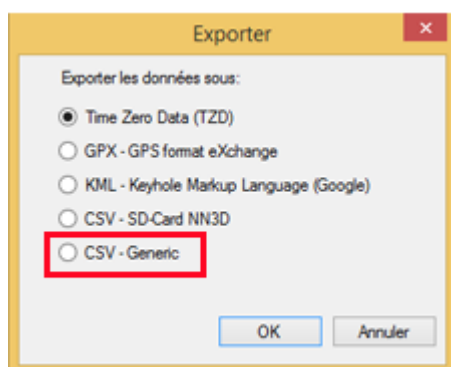 Exporter
Exporter les données sous:
Time Zero Data (TZD)
GPX - GPS format eXchange
KML - Keyhole Markup Language (Google)
CSV - SD-Card NN3D
CSV - Generic
OK
Annuler